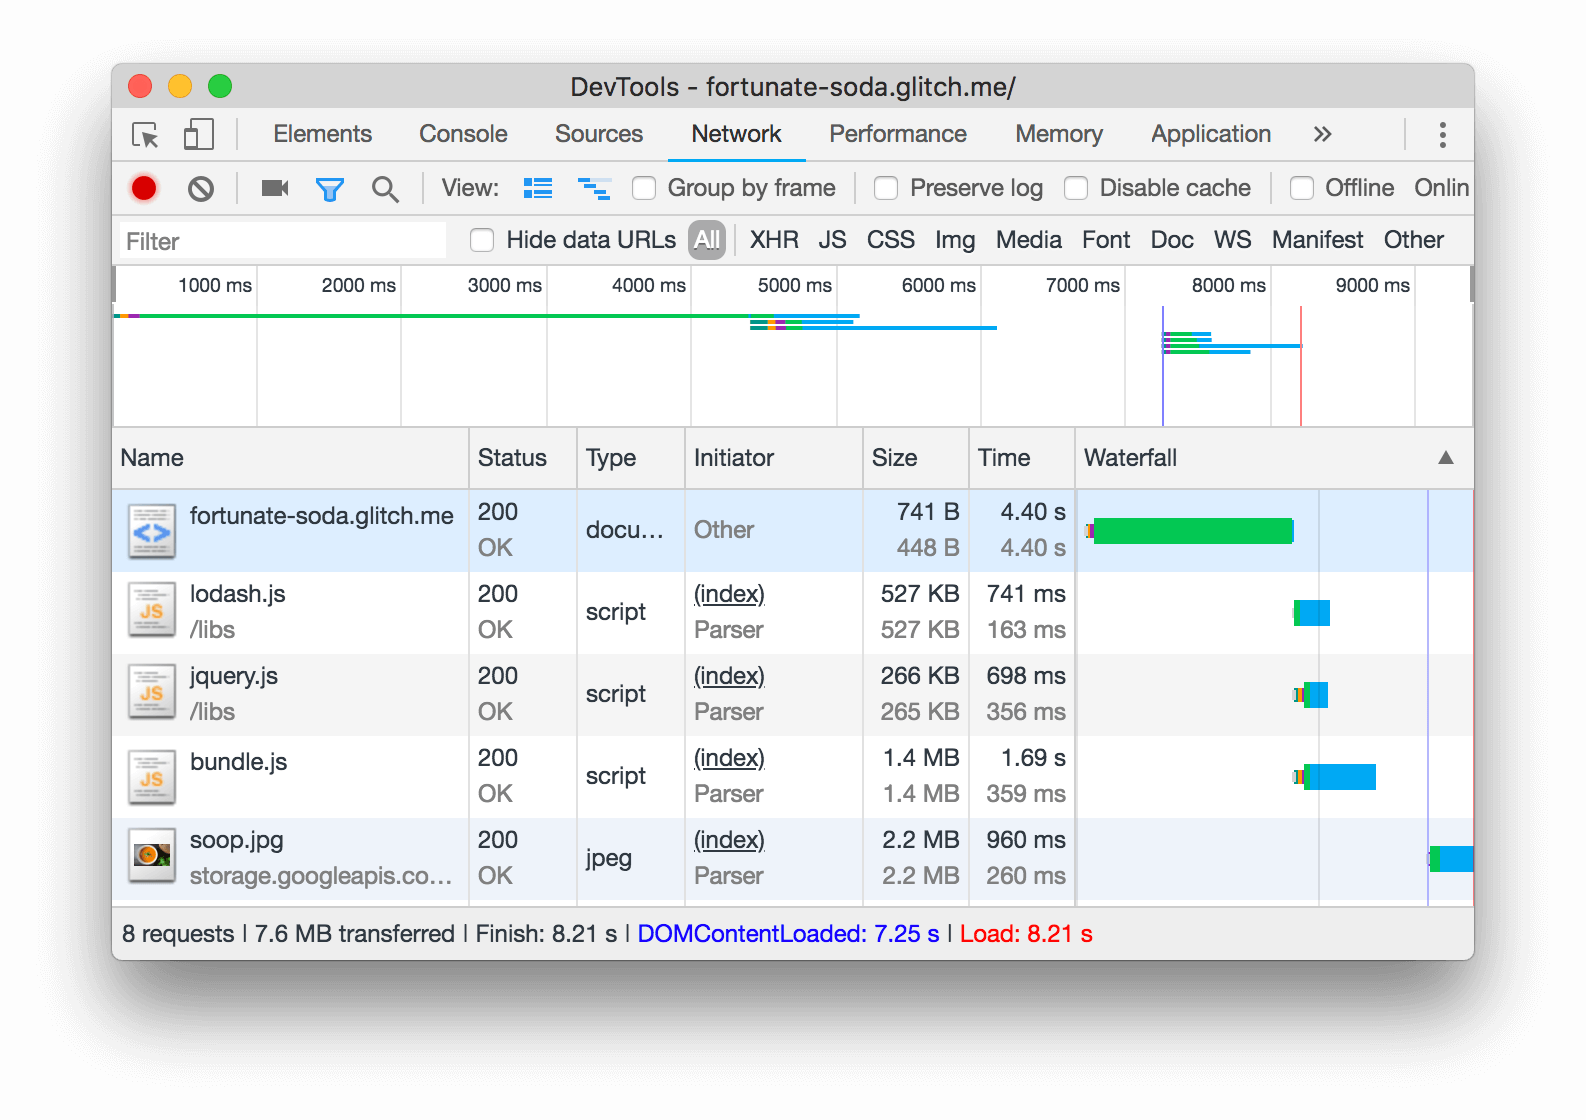 DevTools - fortunate-soda.glitch.me/
Elements Console Sources Network Performance Memory Application »
View: Group by frame Preserve log Disable cache Offline Onlin
Filter Hide data URLs All XHR JS CSS Img Media Font Doc WS Manifest Other
1000 ms 2000 ms 3000 ms 4000 ms 5000 ms 6000 ms 7000 ms 8000 ms 9000 ms
Name Status Type Initiator Size Time Waterfall ▲
fortunate-soda.glitch.me 200 OK docu... Other 741 B 448 B 4.40 s 4.40 s
lodash.js 200 script (index) 527 KB 741 ms
/libs OK Parser 527 KB 163 ms
jquery.js 200 script (index) 266 KB 698 ms
/libs OK Parser 265 KB 356 ms
bundle.js 200 script (index) 1.4 MB 1.69 s
OK Parser 1.4 MB 359 ms
soop.jpg 200 jpeg (index) 2.2 MB 960 ms
storage.googleapis.co... OK Parser 2.2 MB 260 ms
8 requests | 7.6 MB transferred | Finish: 8.21 s | DOMContentLoaded: 7.25 s | Load: 8.21 s